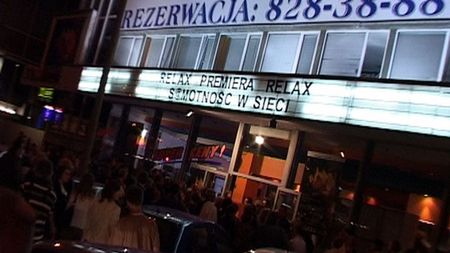 REZERWACJA: 828-38-88
RELAX PREMIERA RELAX
SAMOTNOŚĆ W SIECI